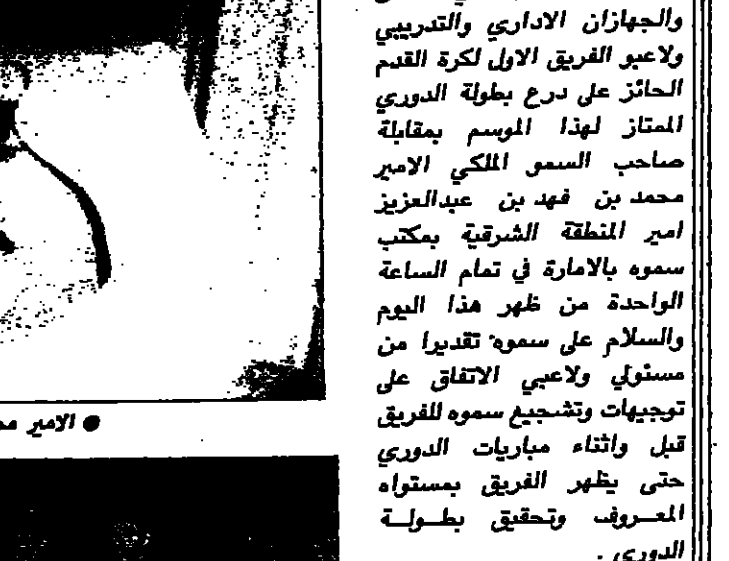 والجهازان الاداري والتدريبي
ولاعبو الفريق الاول لكرة القدم
الحائز على درع بطولة الدوري
الممتاز لهذا الموسم بمقابلة
صاحب السمو الملكي الامير
محمد بن فهد بن عبدالعزيز
امير المنطقة الشرقية بمكتب
سموه بالامارة في تمام الساعة
الواحدة من ظهر هذا اليوم
والسلام على سموه تقديرا من
مسئولي ولاعبي الاتفاق على
توجيهات وتشجيع سموه للفريق
قبل واثناء مباريات الدوري
حتى يظهر الفريق بمستواه
المعــروف وتحقيق بطــولــة
الدوري .
● الامير